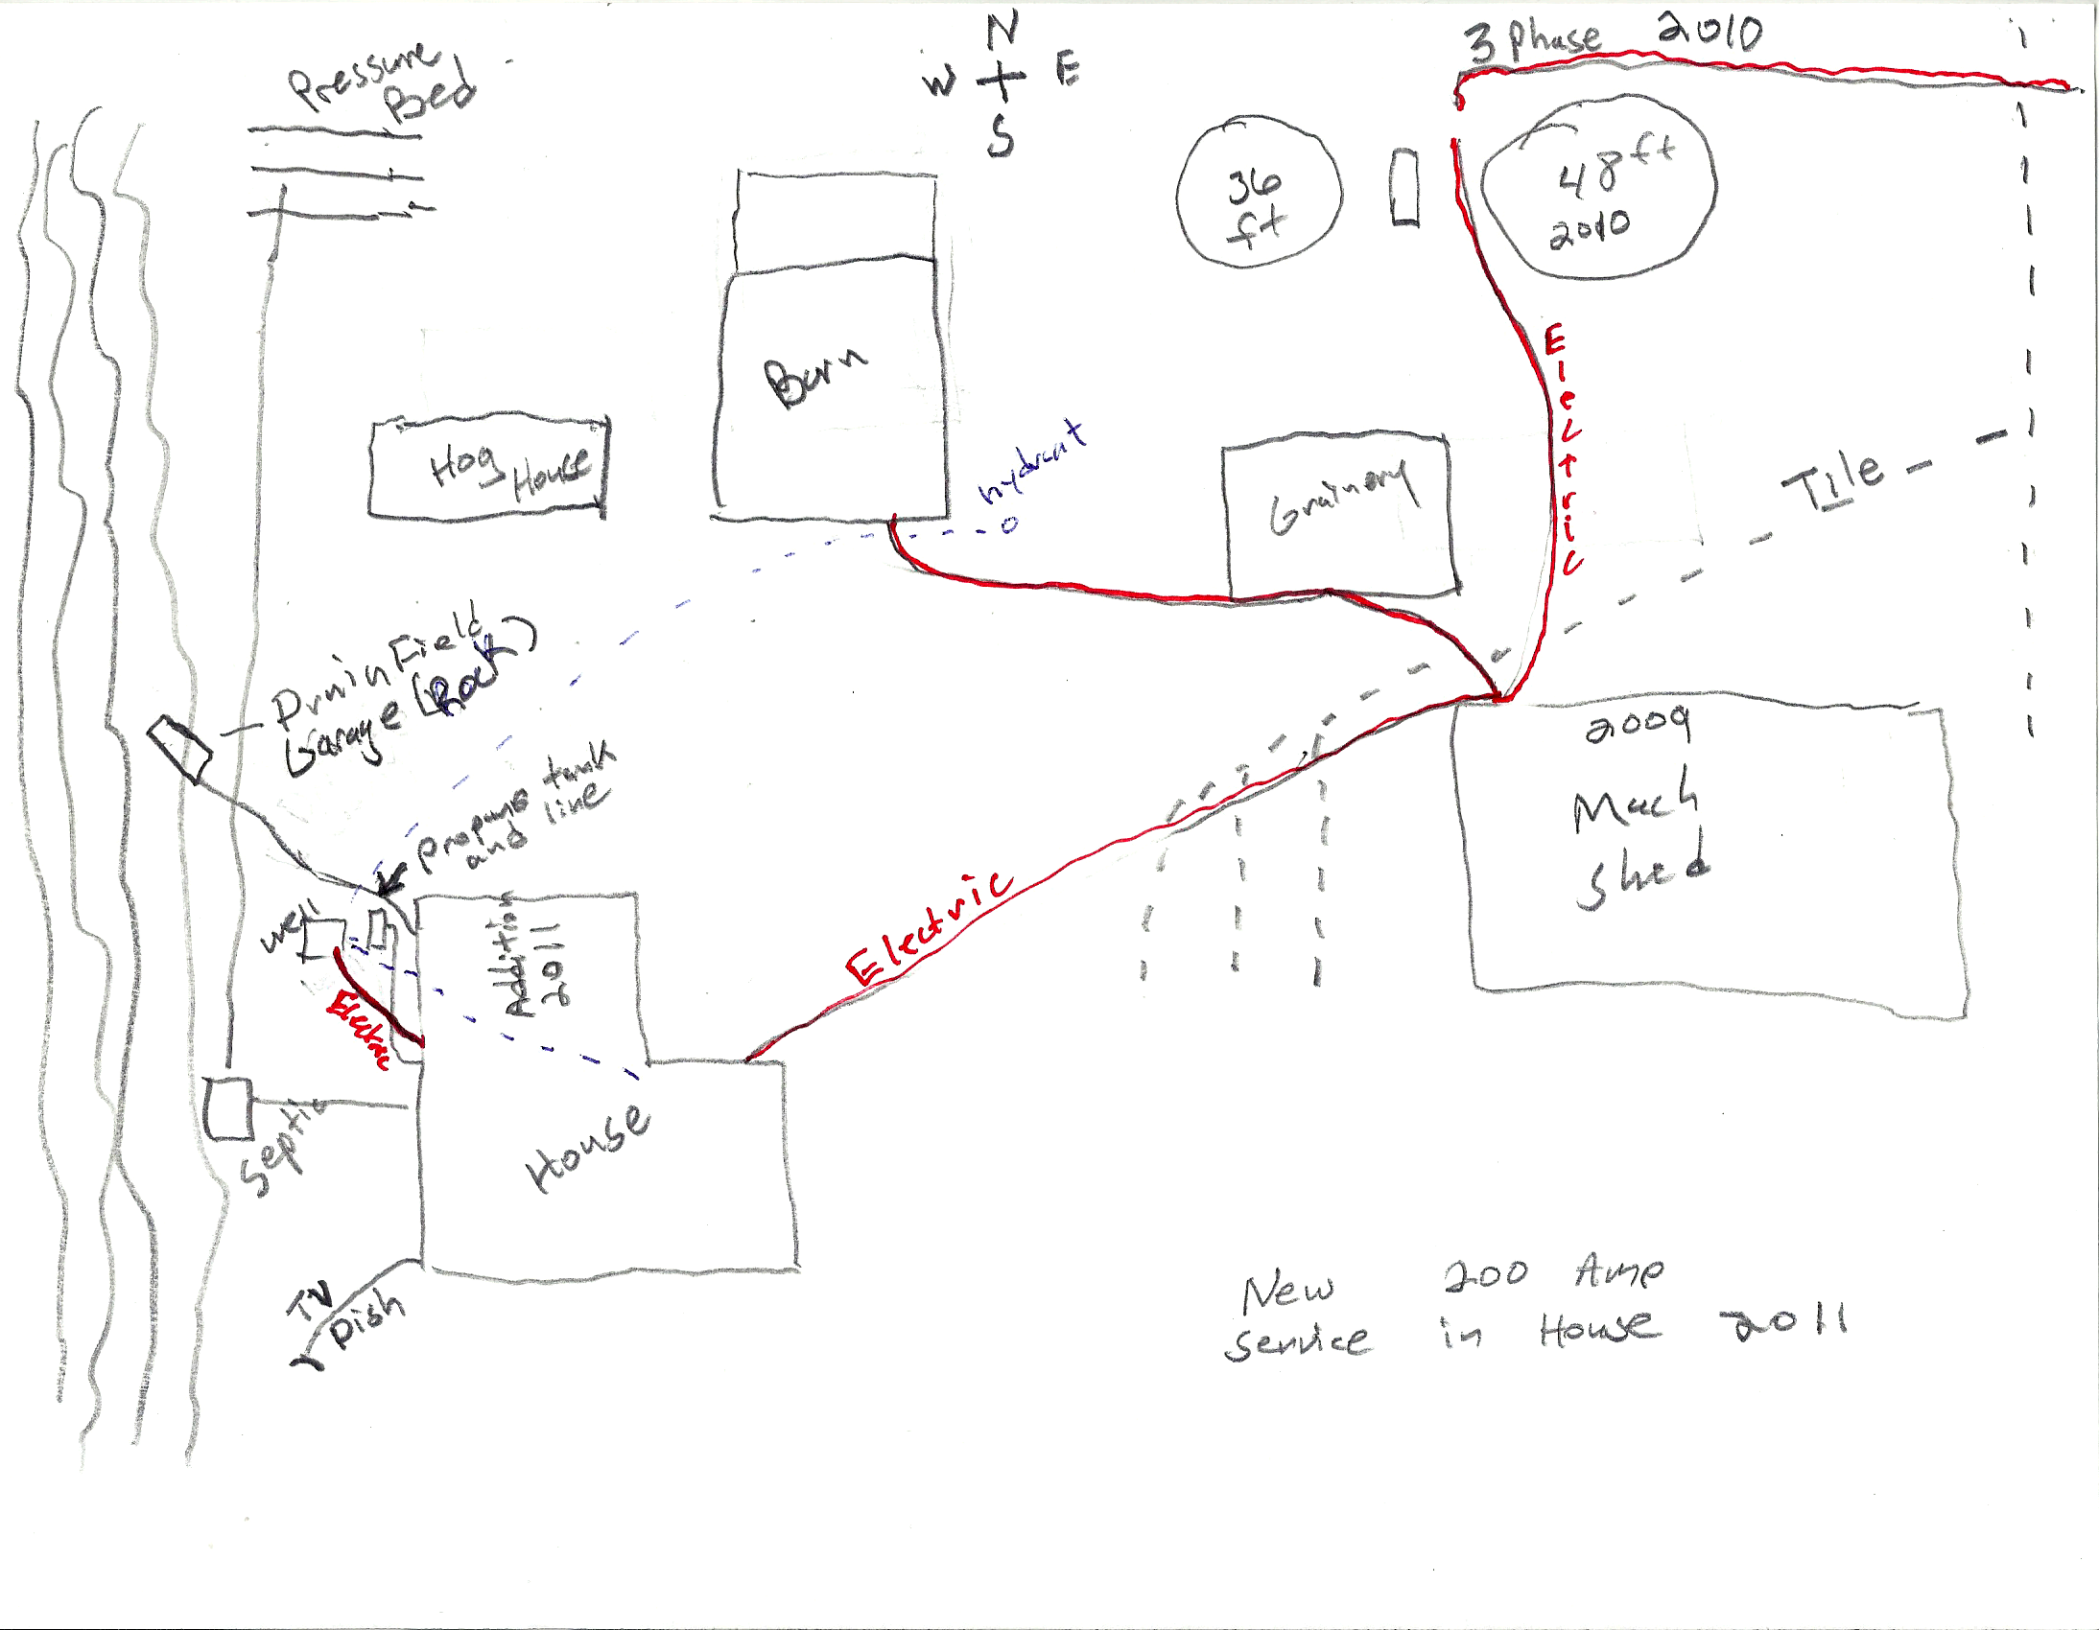 N
W E
S
3 Phase 2010
Pressure
Bed
36
ft
48 ft
2010
Electric
Barn
Hog
House
hydrant
Grainery
Tile
Drain Field
Garage (Rock)
Propane tank
and line
2009
Mach
Shed
well
Addition
2011
Electric
Electric
Septic
House
TV
Dish
New 200 Amp
Service in House 2011